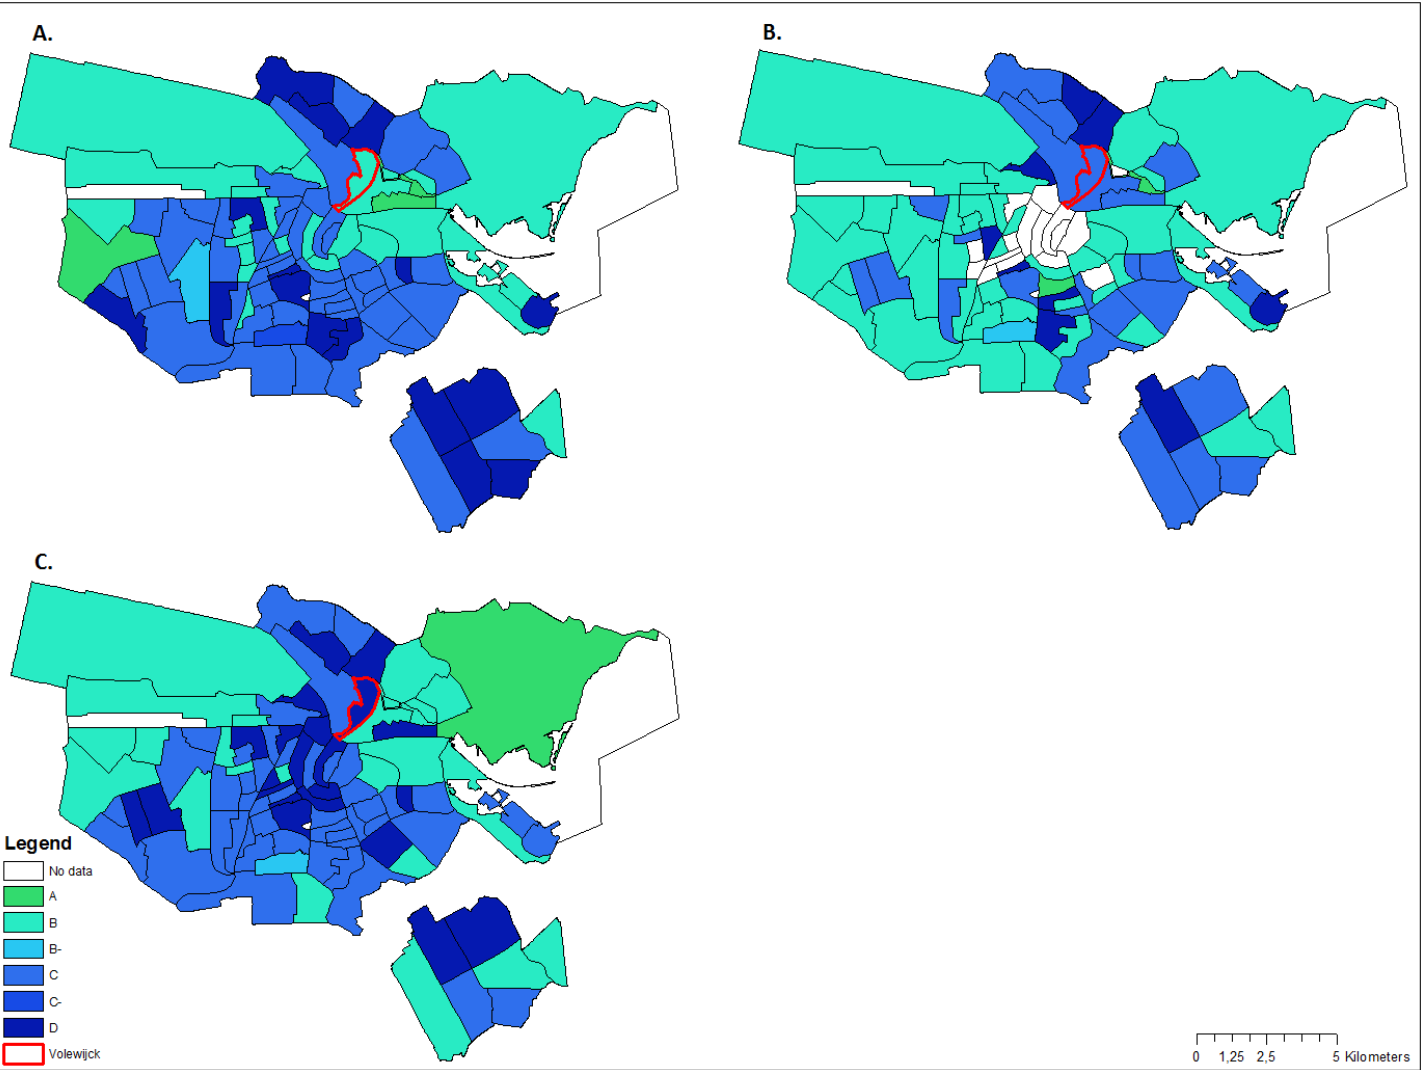 A.
B.
C.
Legend
No data
A
B
B-
C
C-
D
Volewijck
0 1,25 2,5 5 Kilometers